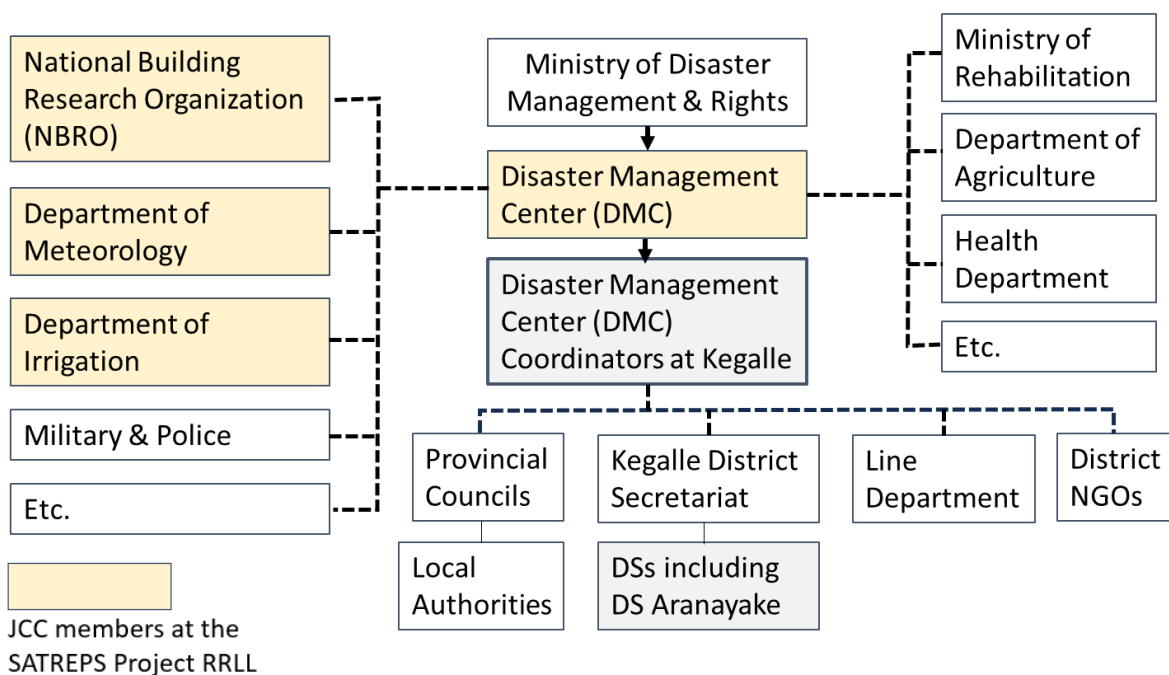 National Building
Research Organization
(NBRO)
Department of
Meteorology
Department of
Irrigation
Military & Police
Etc.
JCC members at the
SATREPS Project RRLL
Ministry of Disaster
Management & Rights
Disaster Management
Center (DMC)
Disaster Management
Center (DMC)
Coordinators at Kegalle
Ministry of
Rehabilitation
Department of
Agriculture
Health
Department
Etc.
Provincial
Councils
Kegalle District
Secretariat
Line
Department
District
NGOs
Local
Authorities
DSs including
DS Aranayake